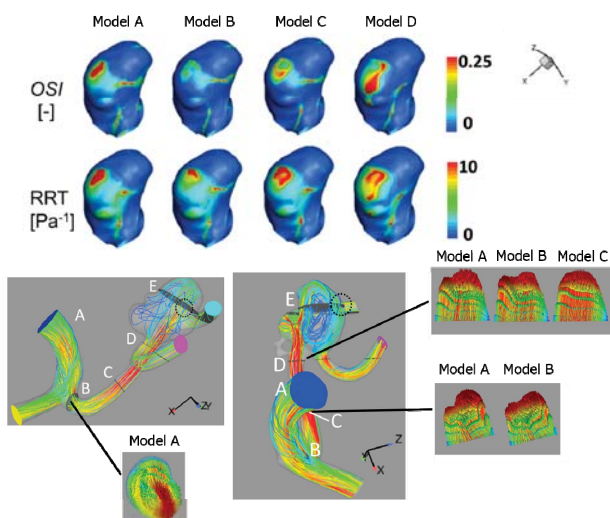 Model A Model B Model C Model D
OSI
[-]
0.25
0
Z
X Y
RRT
[Pa-1]
10
0
Model A Model B Model C
E
A
D
C
B
X Z Y
E
D
A
C
B
Z
Y
X
Model A Model B
Model A